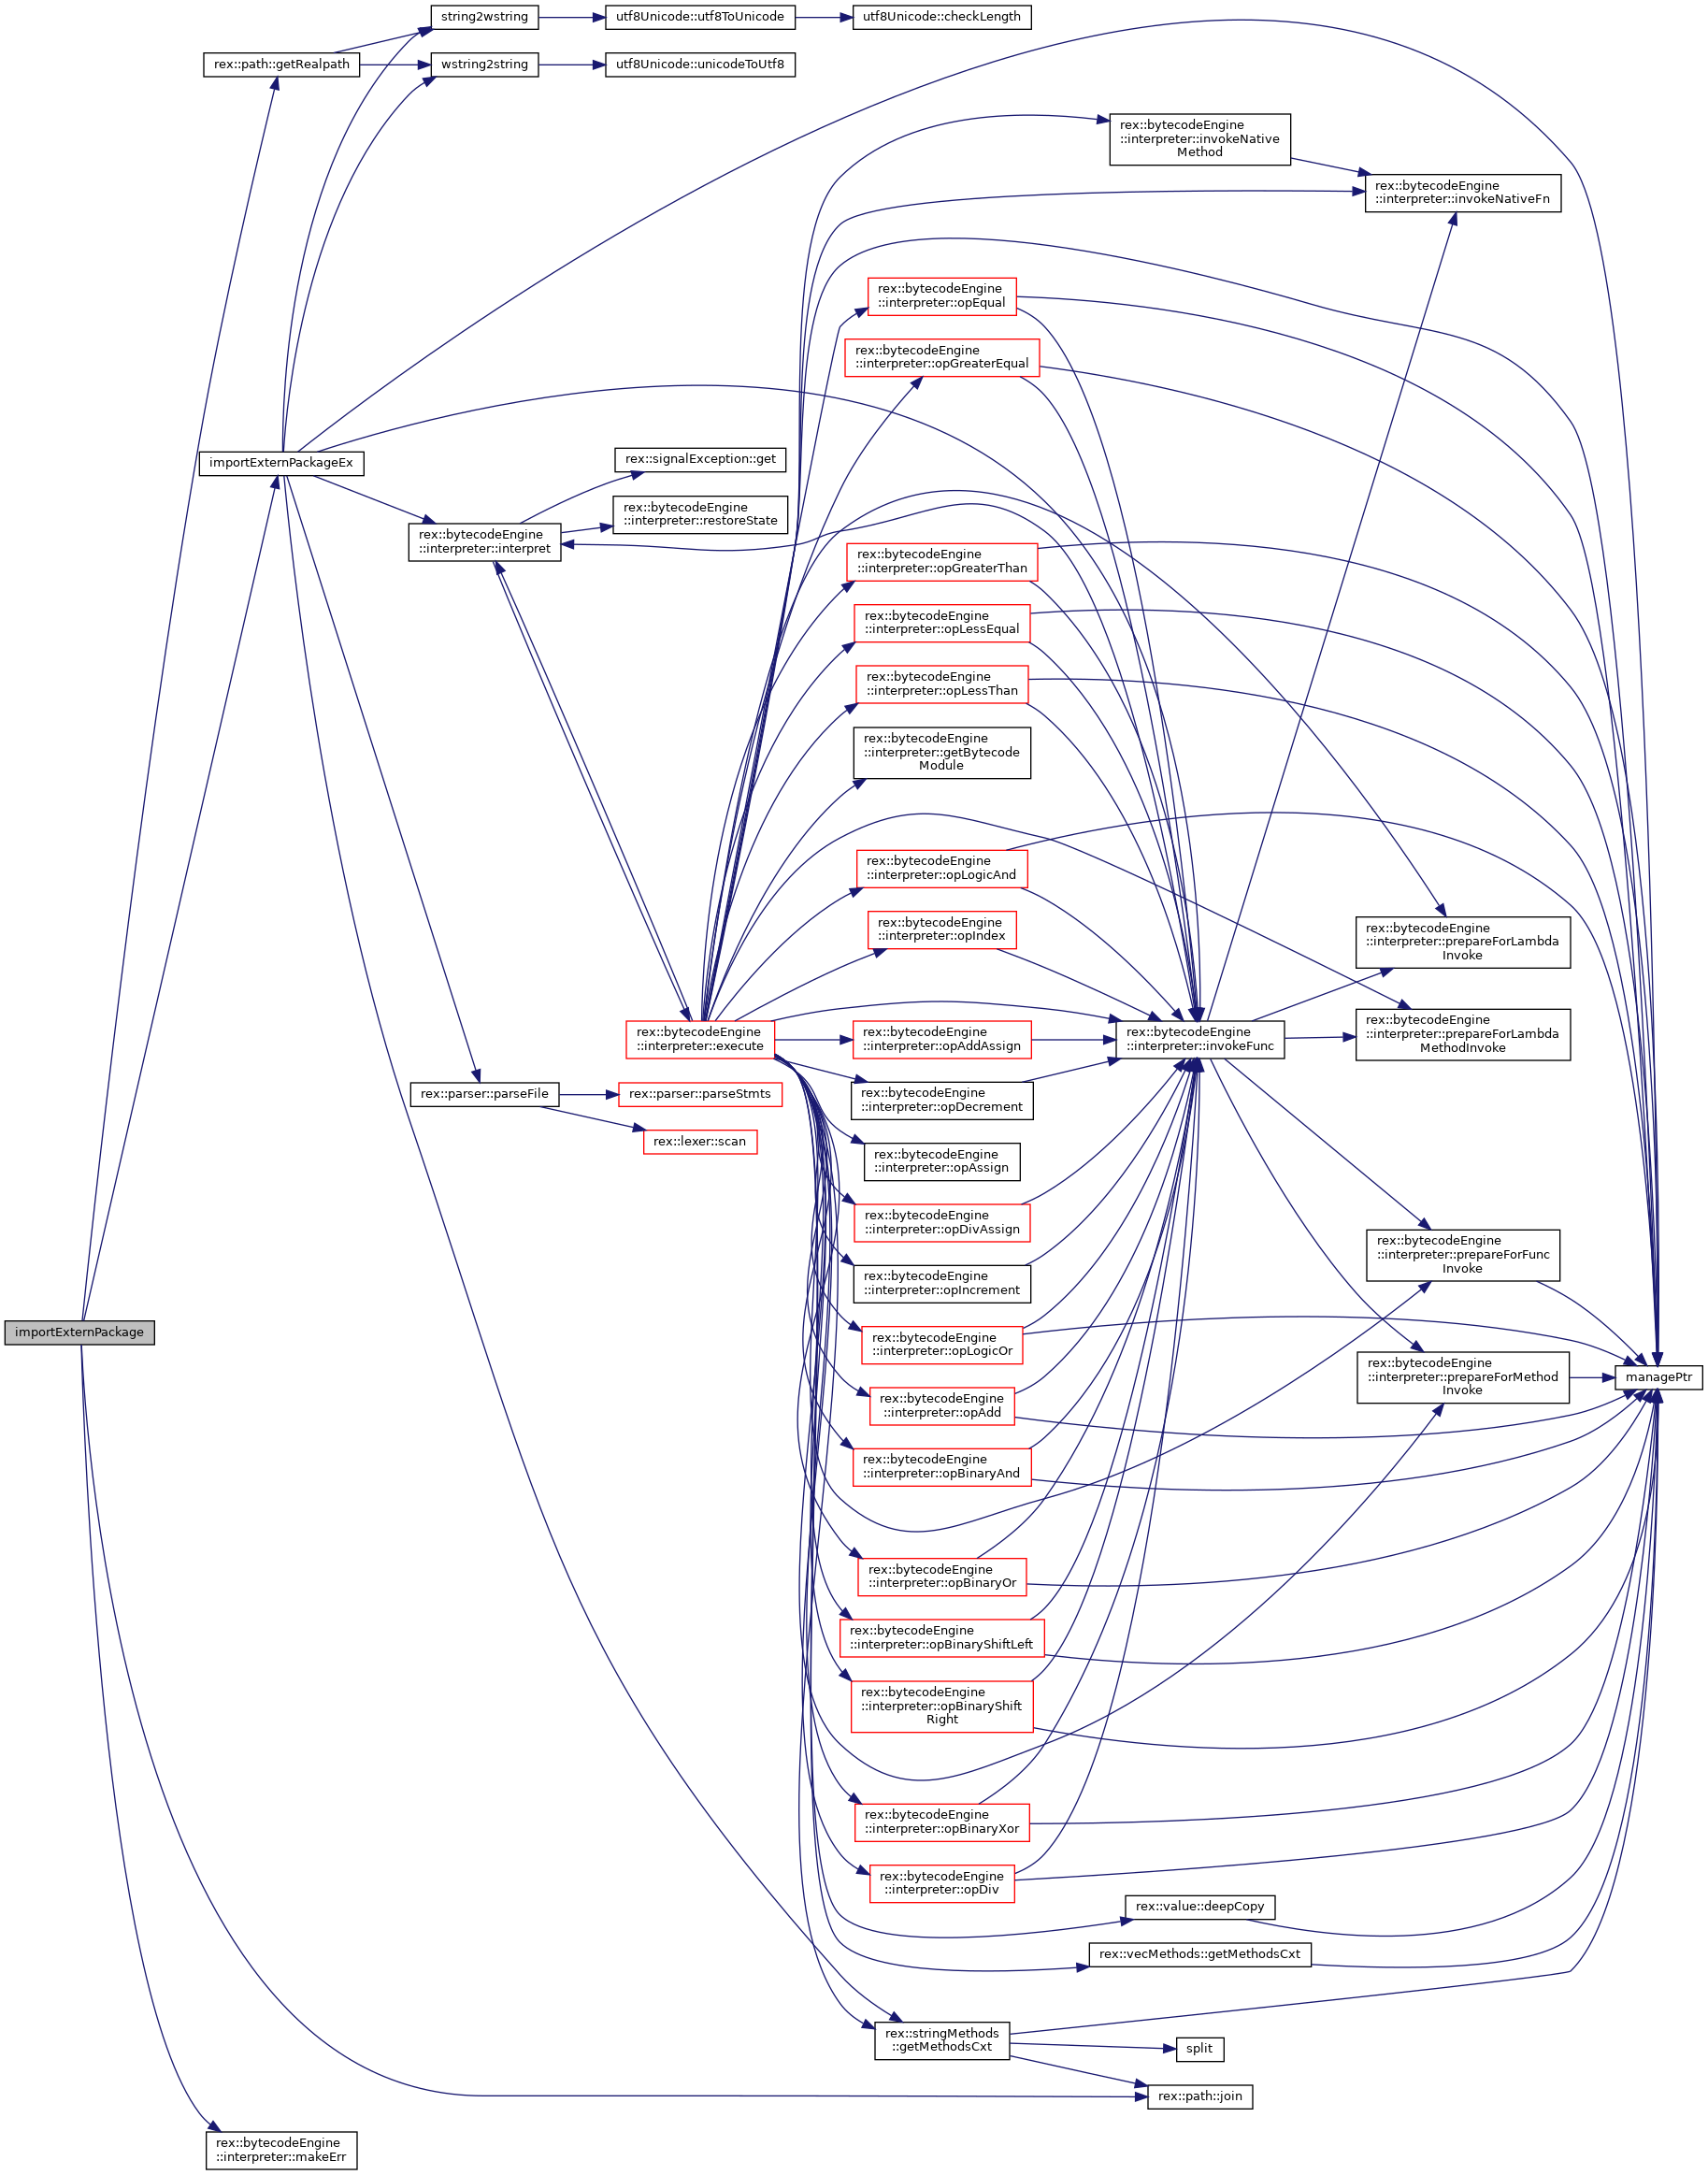 string2wstring
utf8Unicode::utf8ToUnicode
utf8Unicode::checkLength
rex::path::getRealpath
wstring2string
utf8Unicode::unicodeToUtf8
rex::bytecodeEngine
::interpreter::invokeNative
Method
rex::bytecodeEngine
::interpreter::invokeNativeFn
rex::bytecodeEngine
::interpreter::opEqual
rex::bytecodeEngine
::interpreter::opGreaterEqual
importExternPackageEx
rex::signalException::get
rex::bytecodeEngine
::interpreter::restoreState
rex::bytecodeEngine
::interpreter::interpret
rex::bytecodeEngine
::interpreter::opGreaterThan
rex::bytecodeEngine
::interpreter::opLessEqual
rex::bytecodeEngine
::interpreter::opLessThan
rex::bytecodeEngine
::interpreter::getBytecode
Module
rex::bytecodeEngine
::interpreter::opLogicAnd
rex::bytecodeEngine
::interpreter::opIndex
rex::bytecodeEngine
::interpreter::prepareForLambda
Invoke
rex::bytecodeEngine
::interpreter::execute
rex::bytecodeEngine
::interpreter::opAddAssign
rex::bytecodeEngine
::interpreter::invokeFunc
rex::bytecodeEngine
::interpreter::prepareForLambda
MethodInvoke
rex::parser::parseFile
rex::parser::parseStmts
rex::bytecodeEngine
::interpreter::opDecrement
rex::lexer::scan
rex::bytecodeEngine
::interpreter::opAssign
rex::bytecodeEngine
::interpreter::opDivAssign
rex::bytecodeEngine
::interpreter::prepareForFunc
Invoke
rex::bytecodeEngine
::interpreter::opIncrement
importExternPackage
rex::bytecodeEngine
::interpreter::opLogicOr
rex::bytecodeEngine
::interpreter::prepareForMethod
Invoke
managePtr
rex::bytecodeEngine
::interpreter::opAdd
rex::bytecodeEngine
::interpreter::opBinaryAnd
rex::bytecodeEngine
::interpreter::opBinaryOr
rex::bytecodeEngine
::interpreter::opBinaryShiftLeft
rex::bytecodeEngine
::interpreter::opBinaryShift
Right
rex::bytecodeEngine
::interpreter::opBinaryXor
rex::bytecodeEngine
::interpreter::opDiv
rex::value::deepCopy
rex::vecMethods::getMethodsCxt
rex::stringMethods
::getMethodsCxt
split
rex::path::join
rex::bytecodeEngine
::interpreter::makeErr